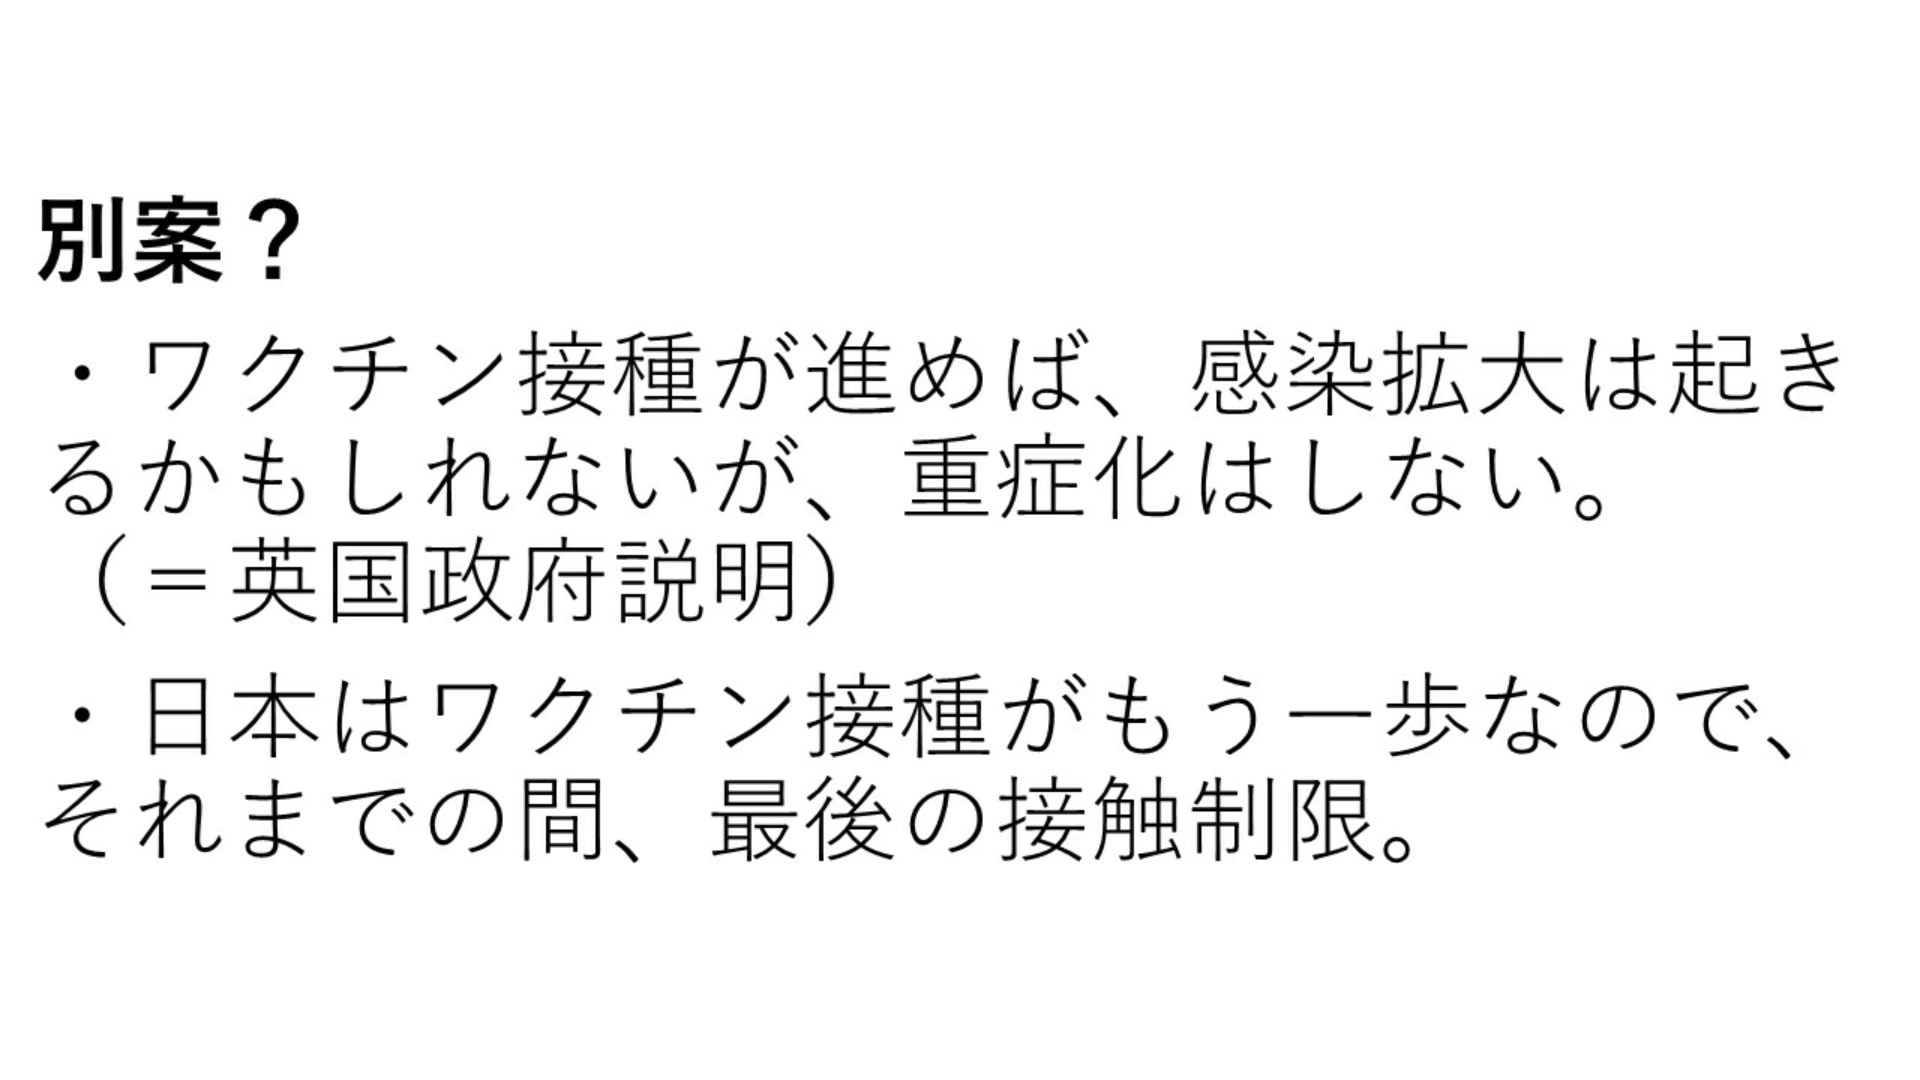 別案？
・ワクチン接種が進めば、感染拡大は起き
るかもしれないが、重症化はしない。
（＝英国政府説明）
・日本はワクチン接種がもう一歩なので、
それまでの間、最後の接触制限。